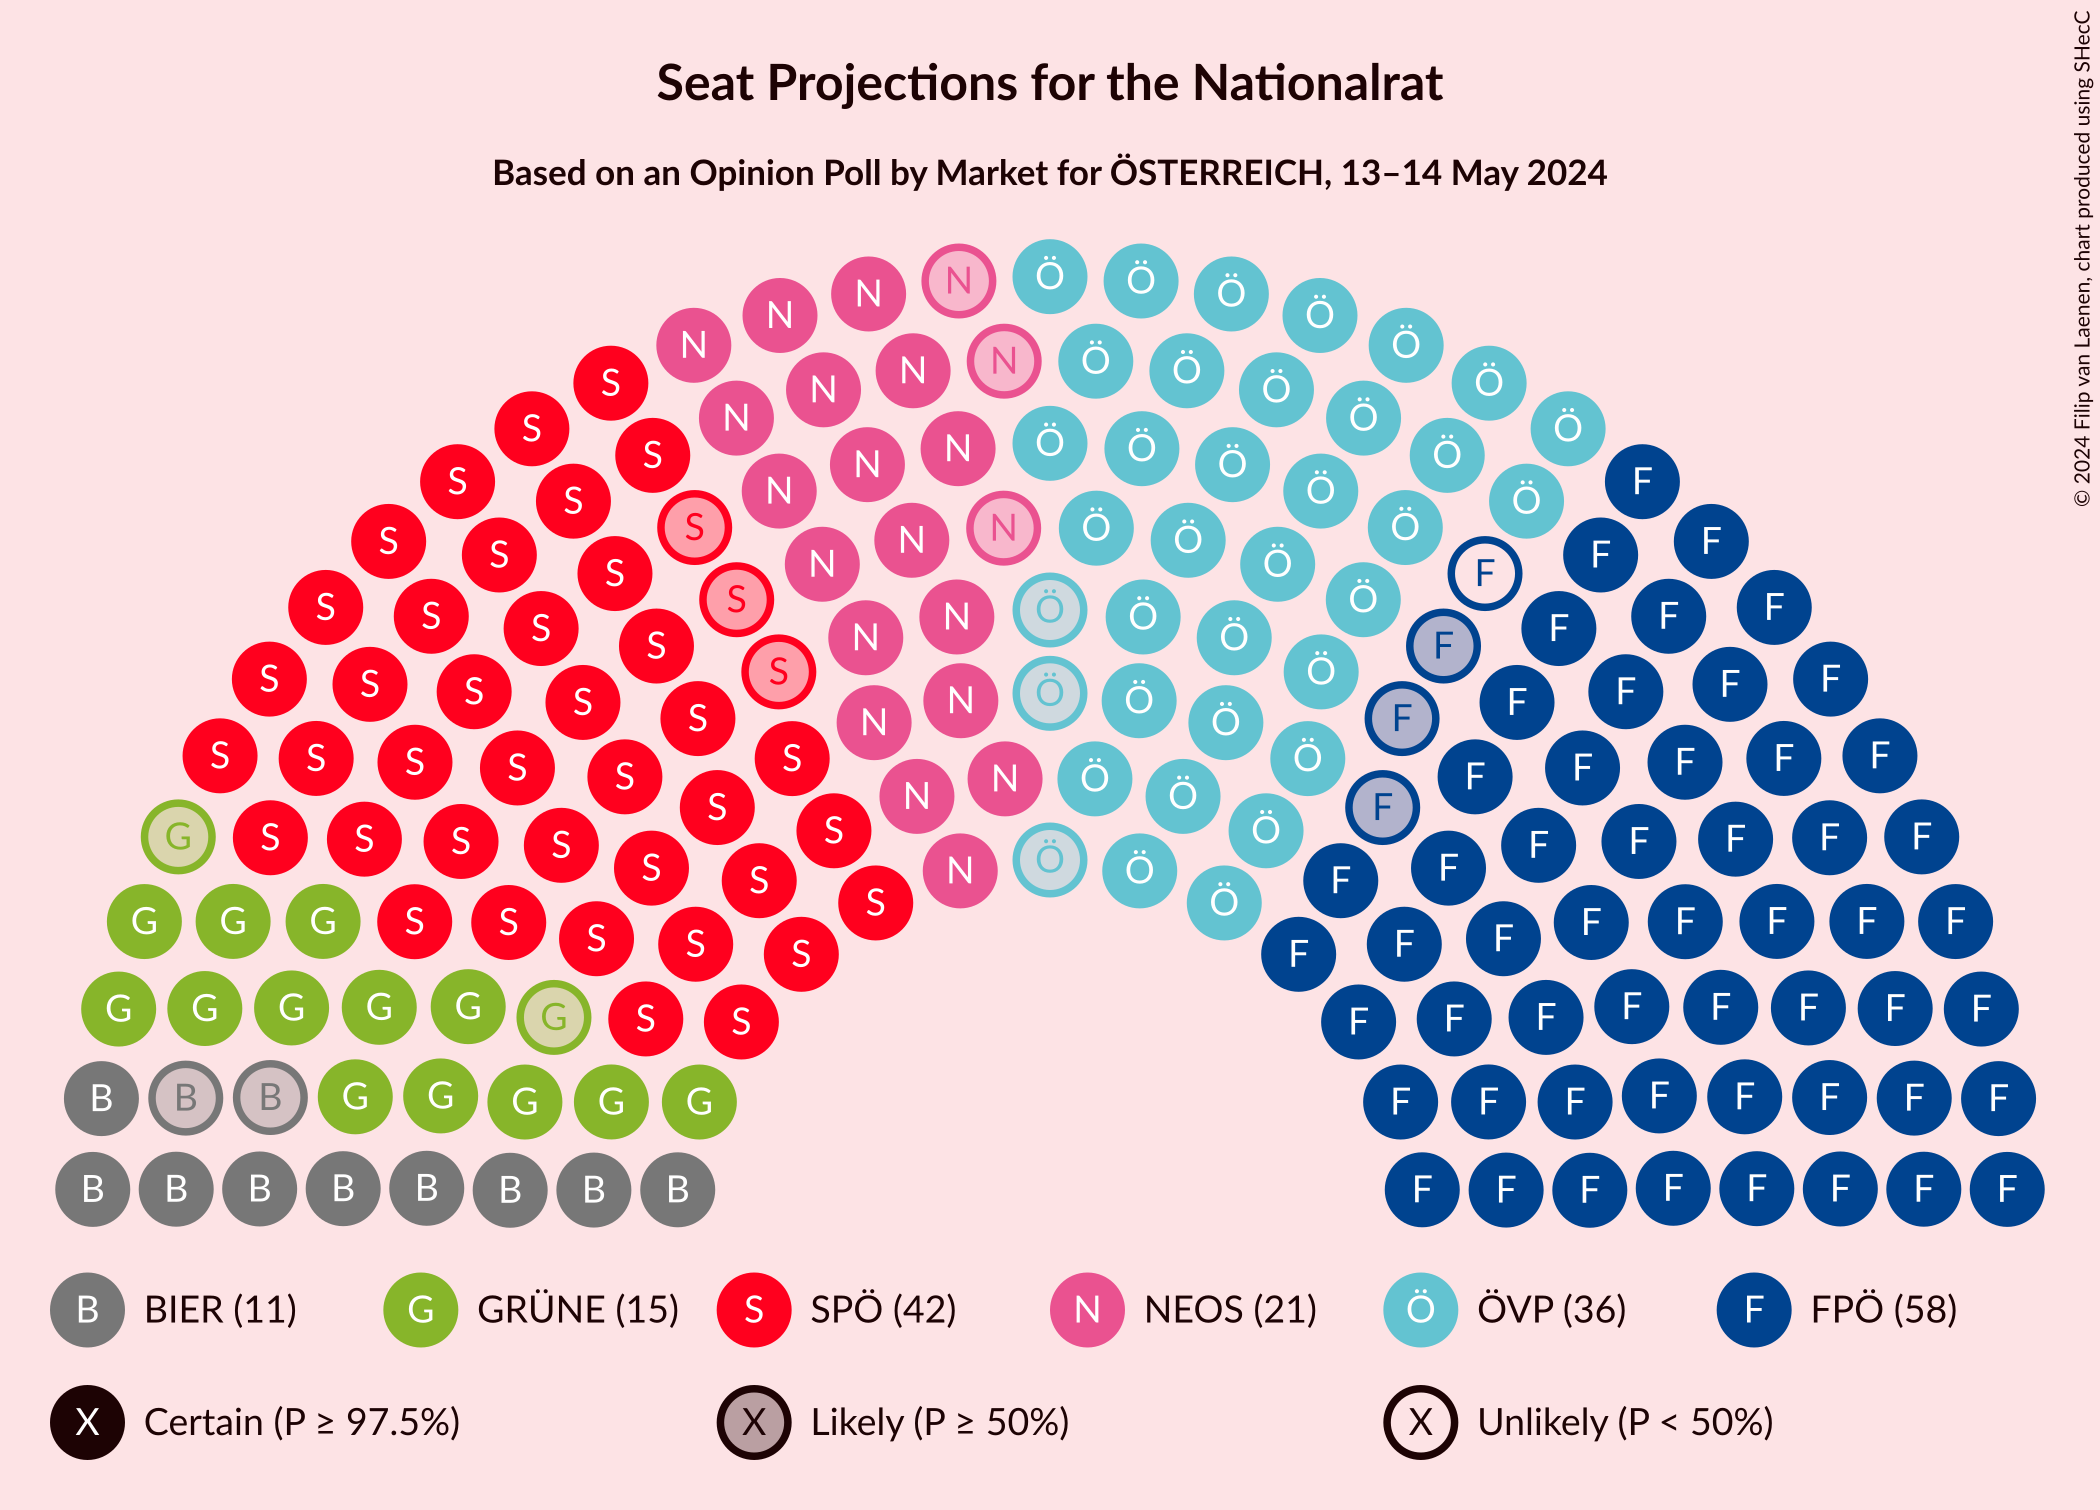 Seat Projections for the Nationalrat
Based on an Opinion Poll by Market for ÖSTERREICH, 13–14 May 2024
© 2024 Filip van Laenen, chart produced using SHecC
N Ö Ö Ö
N N Ö Ö
N N
N Ö Ö Ö
S N Ö Ö
N Ö
S N Ö Ö
S N N Ö Ö
S N Ö Ö
S F
S N Ö Ö
S N N Ö Ö Ö
S S F F
S S N Ö
S N Ö Ö F
S S F
S N Ö F
S S F F
S N N Ö Ö F
S S N Ö F F
S S S Ö F F
S S F F
S S S N N Ö Ö F F F
S S S N Ö F F F
S S S S Ö F F F
S S N N Ö Ö F F
S S Ö F
G S S S S Ö F F F F
S S F F
S N Ö Ö F
S S F F
S Ö
G G G S S F F F F F
S S F F
S S F F
G G G G G F F F F F
G S S F F F
B B B G G F F F F F
G G G F F F
B B B B B B B B F F F F F F F F
B BIER (11) G GRÜNE (15) S SPÖ (42) N NEOS (21) Ö ÖVP (36) F FPÖ (58)
X Certain (P ≥ 97.5%) X Likely (P ≥ 50%) X Unlikely (P < 50%)